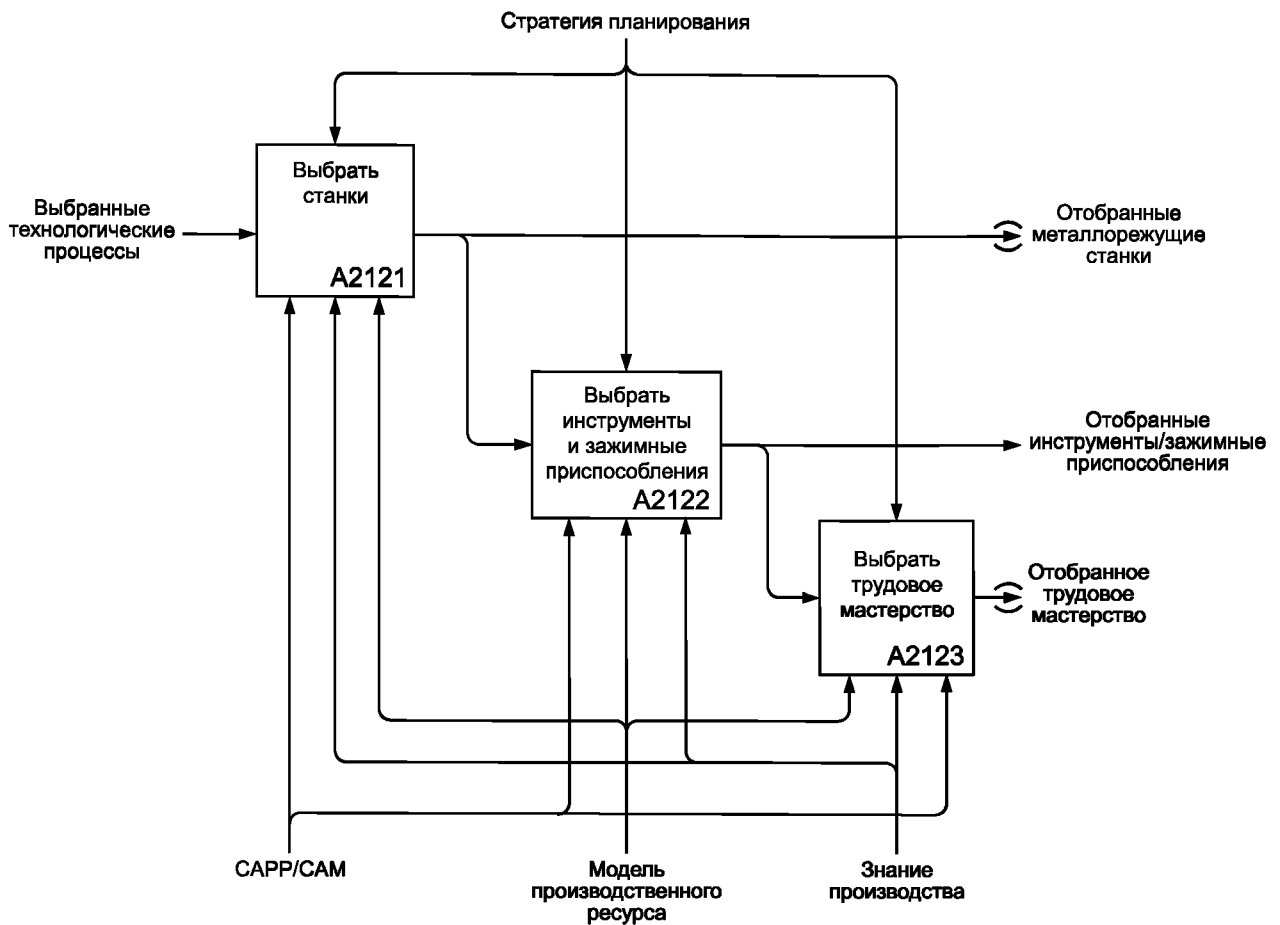 Стратегия планирования
Выбрать
станки
A2121
Выбранные
технологические
процессы
Отобранные
металлорежущие
станки
Выбрать
инструменты
и зажимные
приспособления
A2122
Отобранные
инструменты/зажимные
приспособления
Выбрать
трудовое
мастерство
A2123
Отобранное
трудовое
мастерство
CAPP/CAM
Модель
производственного
ресурса
Знание
производства